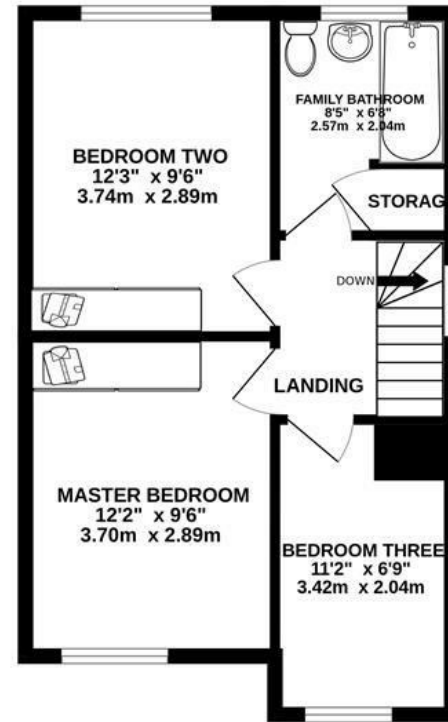 FAMILY BATHROOM
8'5" x 6'8"
2.57m x 2.04m
BEDROOM TWO
12'3" x 9'6"
3.74m x 2.89m
STORAG
DOWN
LANDING
MASTER BEDROOM
12'2" x 9'6"
3.70m x 2.89m
BEDROOM THREE
11'2" x 6'9"
3.42m x 2.04m